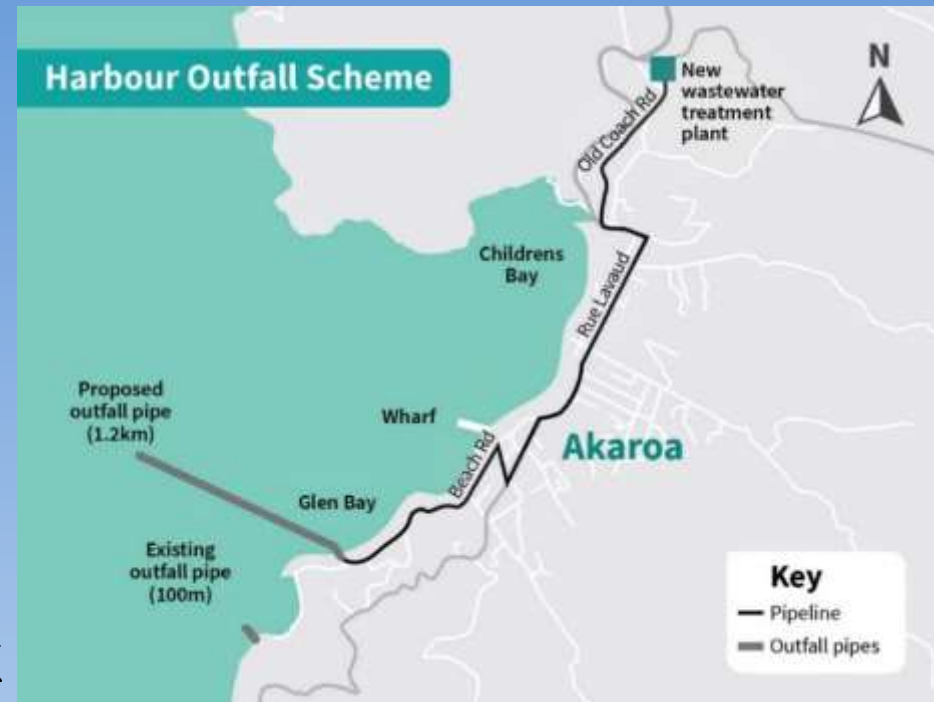 Harbour Outfall Scheme
N
New
wastewater
treatment
plant
Old Coach Rd
Childrens
Bay
Rue Lavaud
Proposed
outfall pipe
(1.2km)
Wharf
Akaroa
Beach Rd
Glen Bay
Existing
outfall pipe
(100m)
Key
Pipeline
Outfall pipes